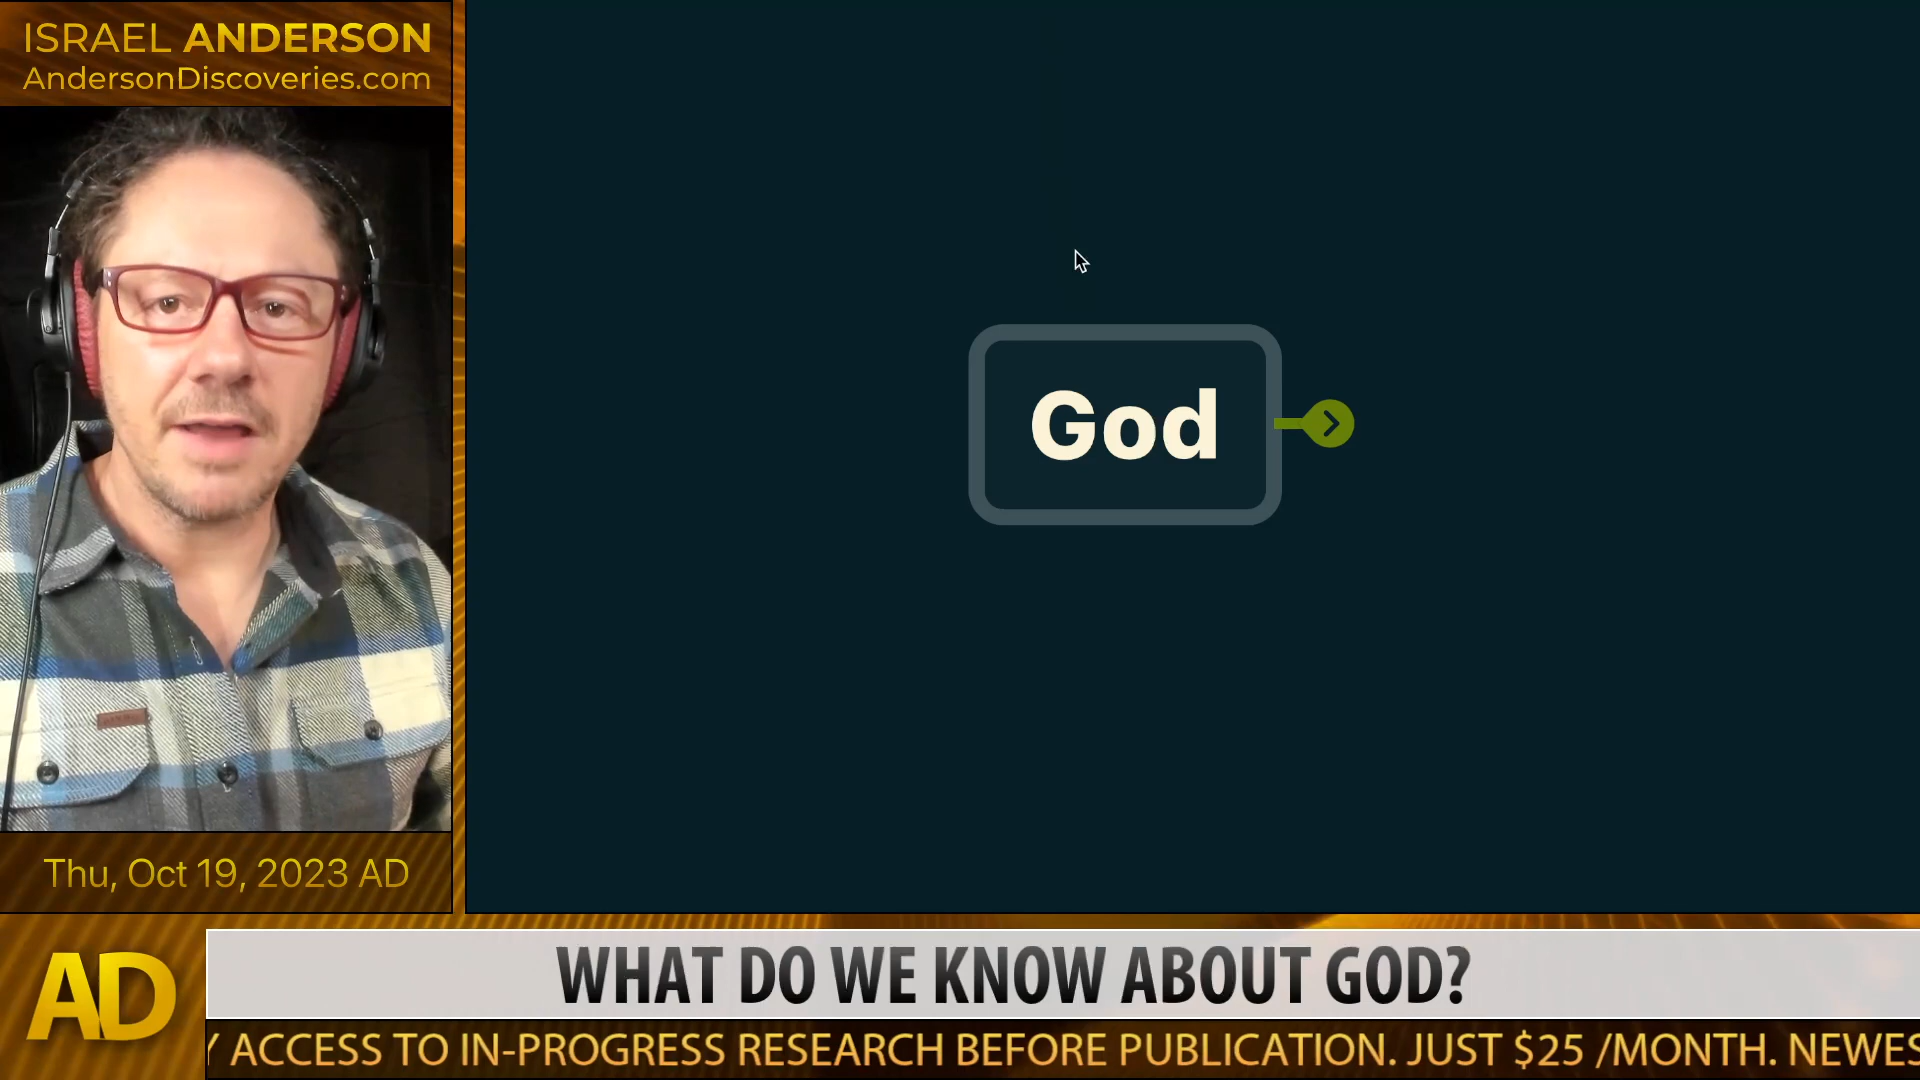 ISRAEL ANDERSON
AndersonDiscoveries.com
God
Thu, Oct 19, 2023 AD
AD
WHAT DO WE KNOW ABOUT GOD?
ACCESS TO IN-PROGRESS RESEARCH BEFORE PUBLICATION. JUST $25 /MONTH. NEWES